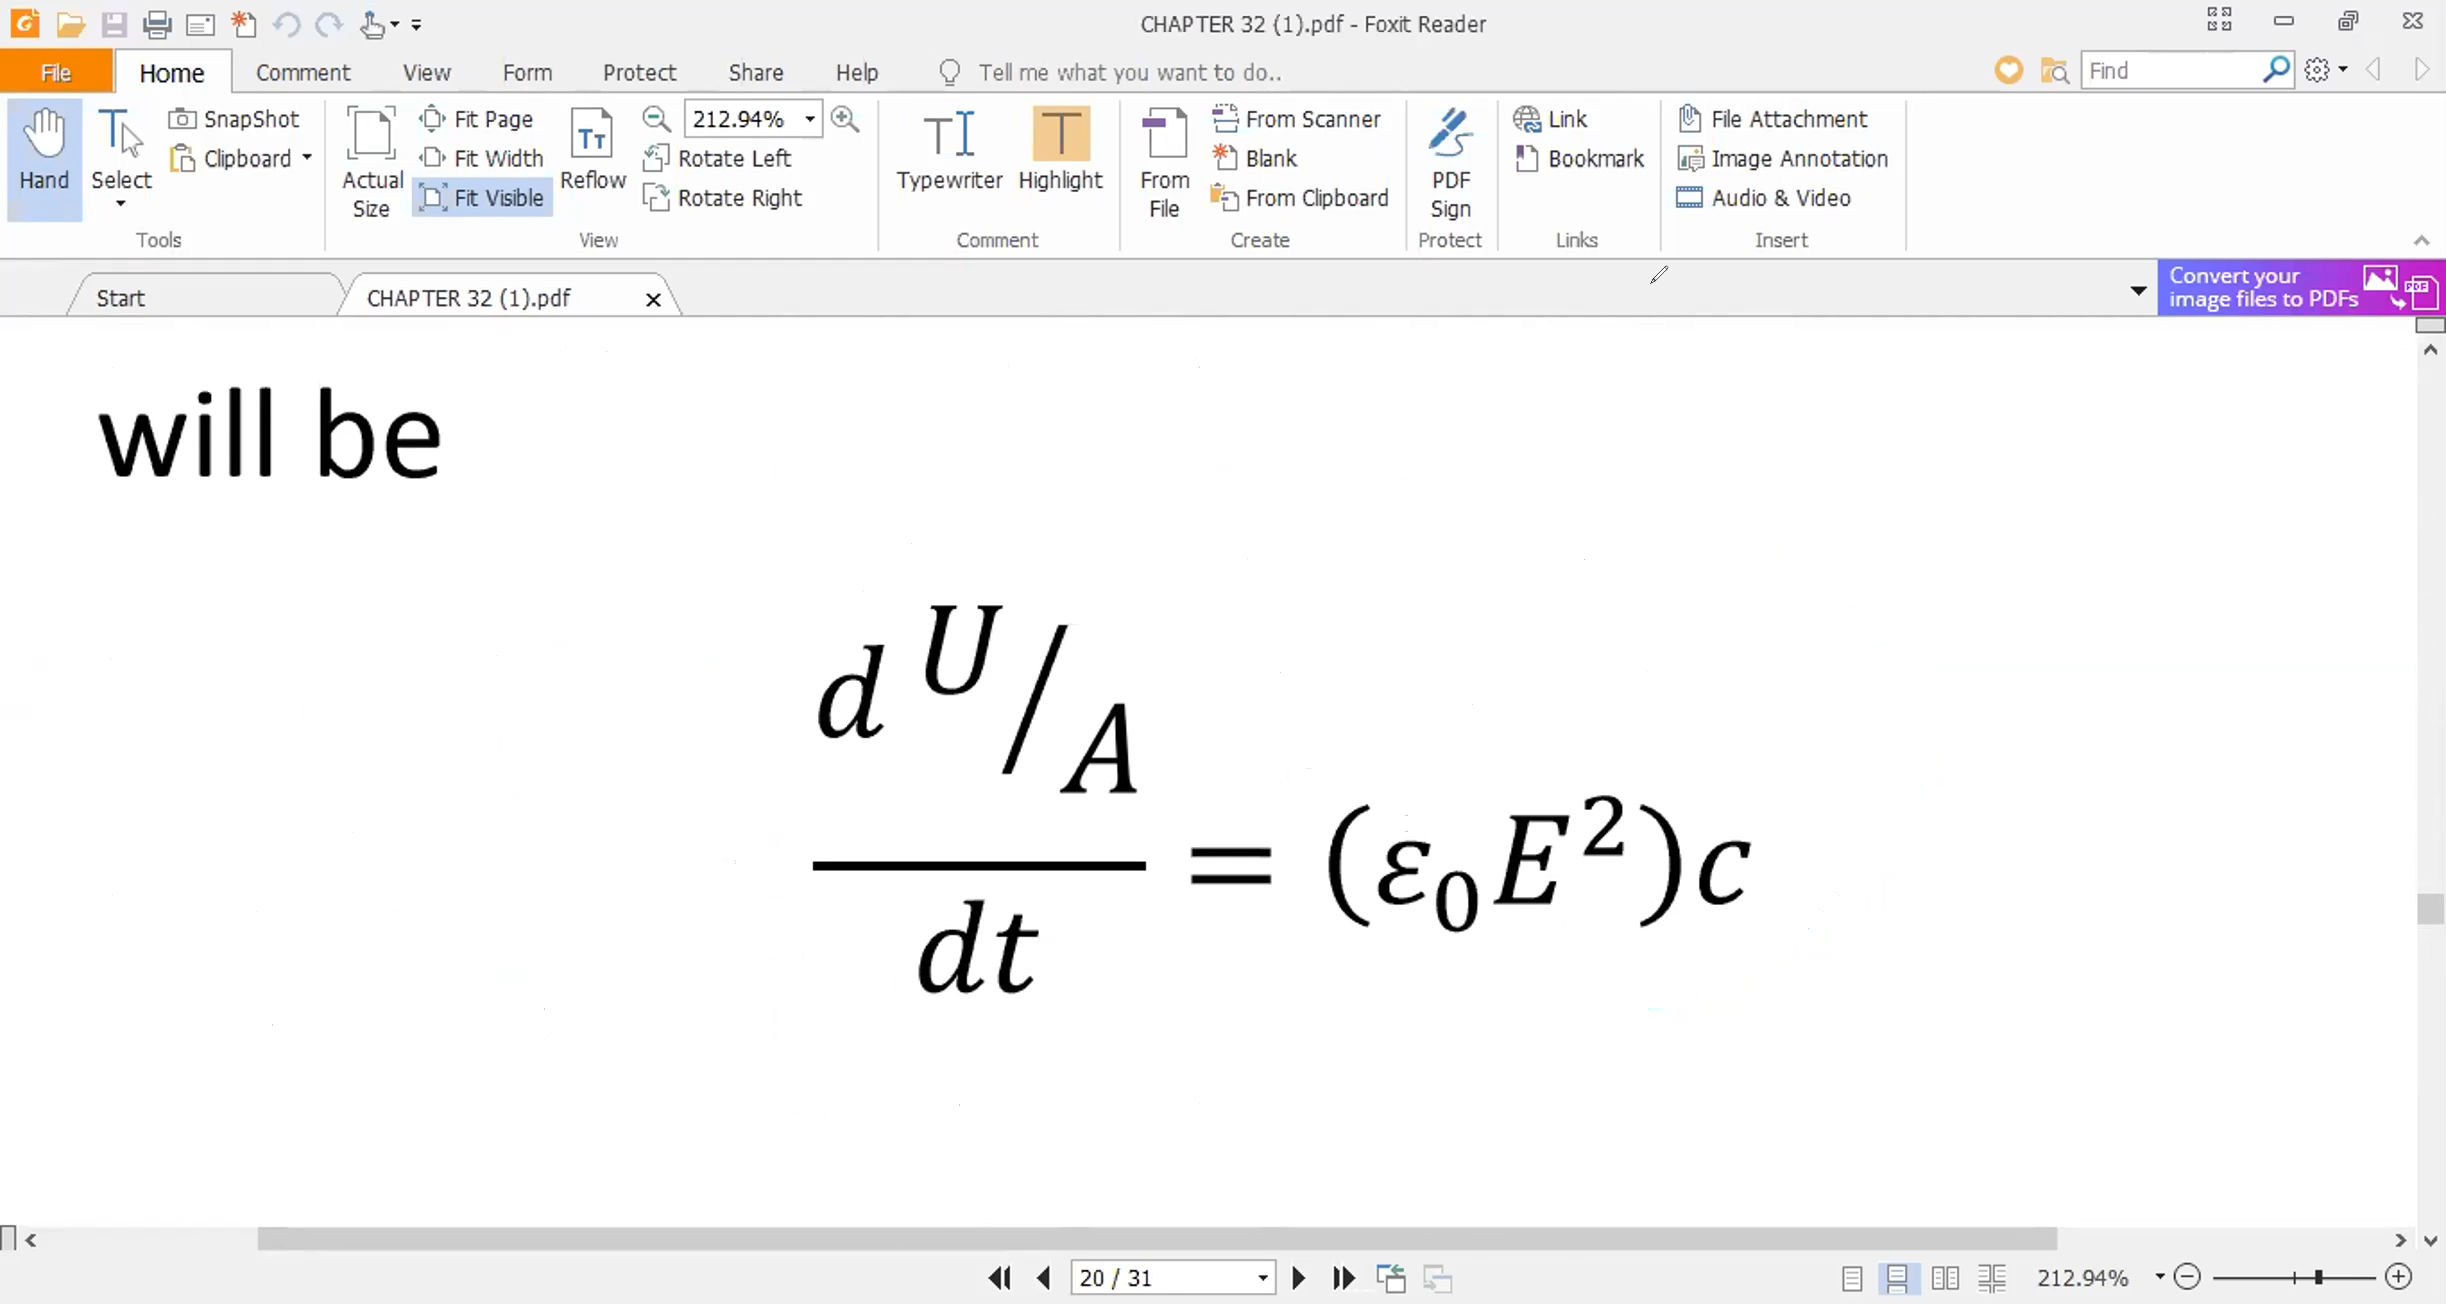 CHAPTER 32 (1).pdf - Foxit Reader
File Home Comment View Form Protect Share Help Tell me what you want to do.. Find
Hand
Select
SnapShot
Clipboard
Tools
Actual Size
Fit Page
Fit Width
Fit Visible
Reflow
212.94%
Rotate Left
Rotate Right
View
Typewriter
Highlight
Comment
From File
From Scanner
Blank
From Clipboard
Create
PDF Sign
Protect
Link
Bookmark
Links
File Attachment
Image Annotation
Audio & Video
Insert
Start
CHAPTER 32 (1).pdf
Convert your
image files to PDFs
PDF
will be
d U/A
dt
= (ε₀E²)c
20 / 31
212.94%